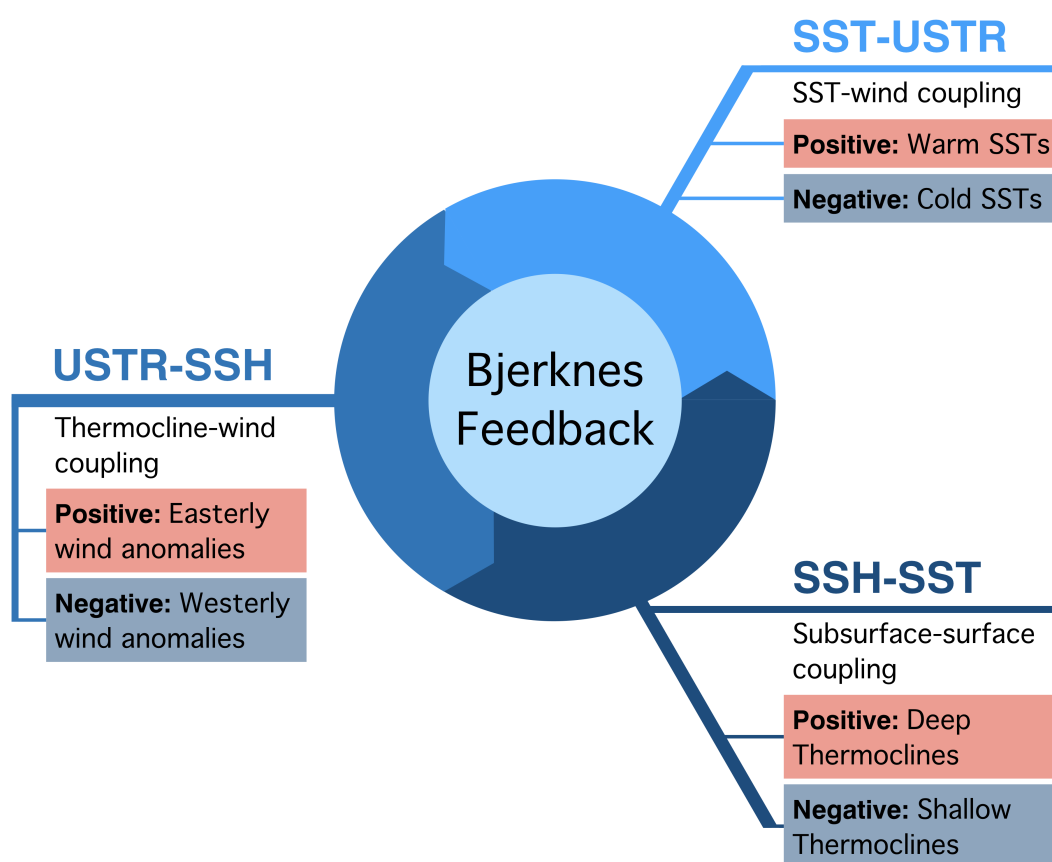 SST-USTR
SST-wind coupling
Positive: Warm SSTs
Negative: Cold SSTs
Bjerknes
Feedback
USTR-SSH
Thermocline-wind
coupling
Positive: Easterly
wind anomalies
Negative: Westerly
wind anomalies
SSH-SST
Subsurface-surface
coupling
Positive: Deep
Thermoclines
Negative: Shallow
Thermoclines